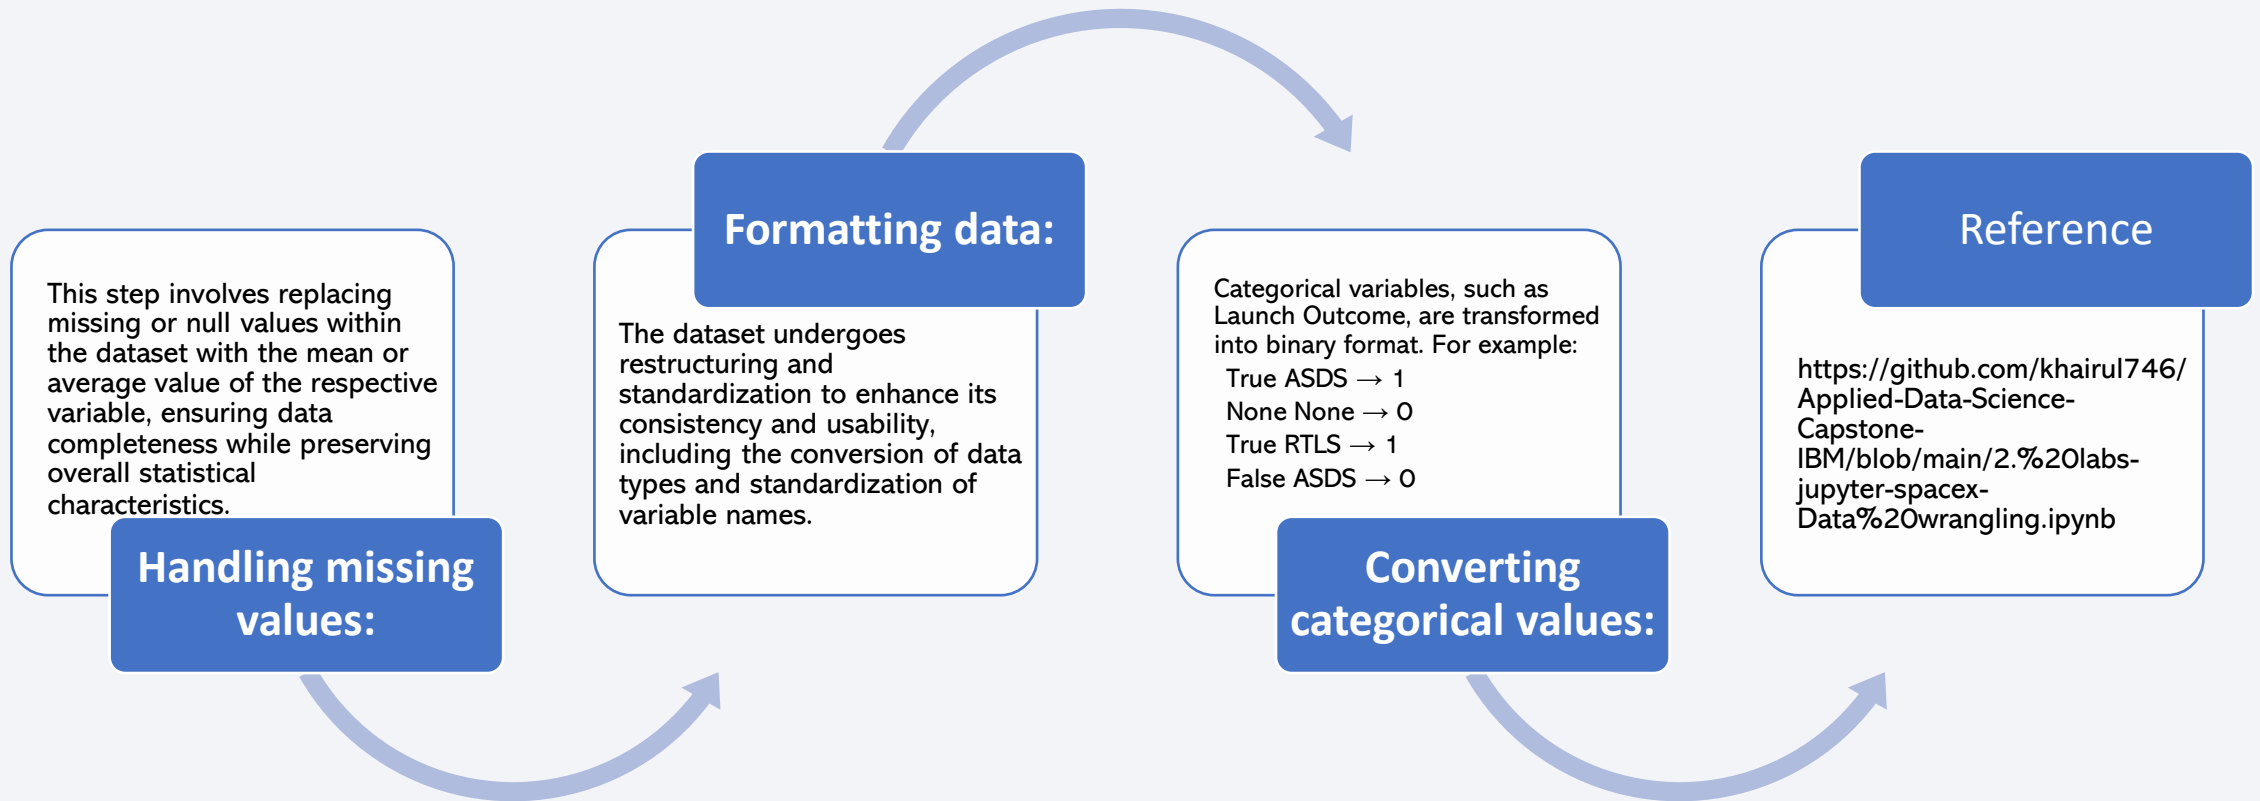 This step involves replacing
missing or null values within
the dataset with the mean or
average value of the respective
variable, ensuring data
completeness while preserving
overall statistical
characteristics.
Handling missing
values:
Formatting data:
The dataset undergoes
restructuring and
standardization to enhance its
consistency and usability,
including the conversion of data
types and standardization of
variable names.
Categorical variables, such as
Launch Outcome, are transformed
into binary format. For example:
True ASDS → 1
None None → 0
True RTLS → 1
False ASDS → 0
Converting
categorical values:
Reference
https://github.com/khairul746/
Applied-Data-Science-
Capstone-
IBM/blob/main/2.%20labs-
jupyter-spacex-
Data%20wrangling.ipynb